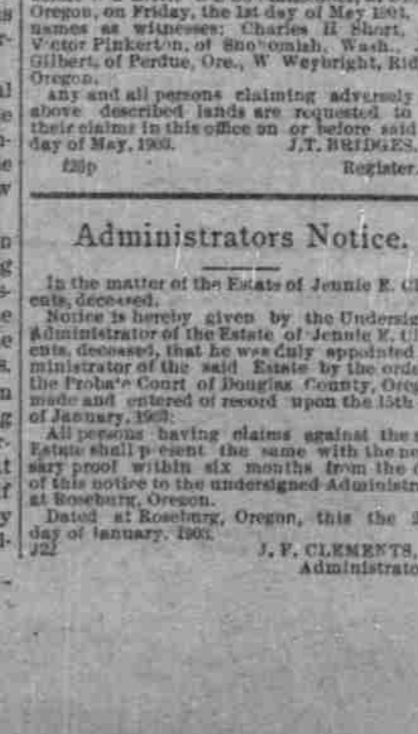 Oregon, on Friday, the 1st day of May
names as witnesses: Charles H Short,
Victor Pinkerton, of Snohomish, Wash.,
Gilbert, of Perdue, Ore., W Weybright, Rid
Oregon.
any and all persons claiming adversely
above described lands are requested to
their claims in this office on or before said
day of May, 1903. J.T. BRIDGES,
f26p Register.
Administrators Notice.
In the matter of the Estate of Jennie E. Cl
ents, deceased.
Notice is hereby given by the Undersig
Administrator of the Estate of Jennie E. Cl
ents, deceased, that he was duly appointed
ministrator of the said Estate by the orde
the Probate Court of Douglas County, Ore
made and entered of record upon the 15th
of January, 1903:
All persons having claims against the
Estate shall present the same with the ne
sary proof within six months from the
of this notice to the undersigned Administr
at Roseburg, Oregon.
Dated at Roseburg, Oregon, this the
day of January, 1903.
J22 J. F. CLEMENTS,
Administrato